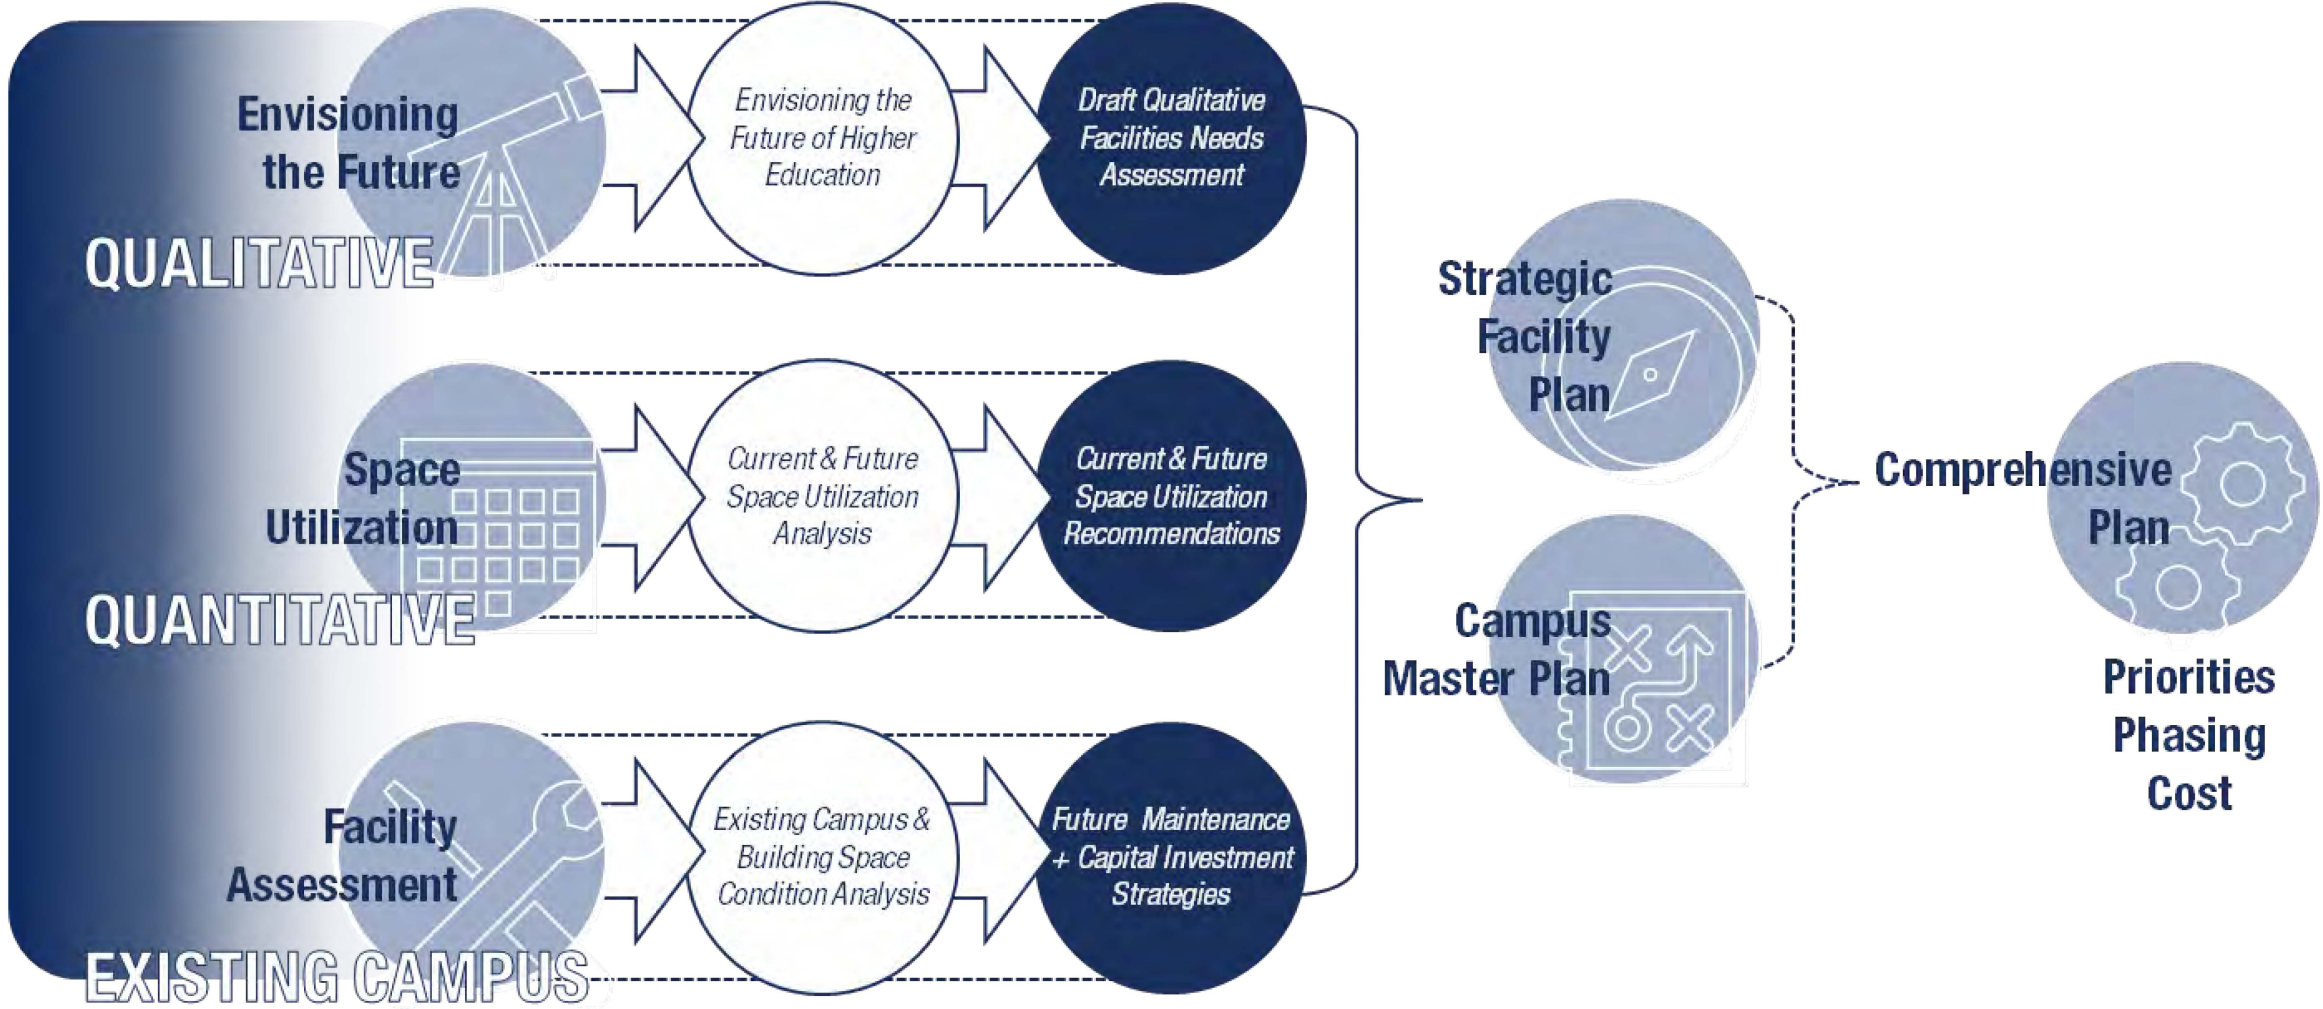 Envisioning
the Future
QUALITATIVE
Envisioning the
Future of Higher
Education
Draft Qualitative
Facilities Needs
Assessment
Space
Utilization
QUANTITATIVE
Current & Future
Space Utilization
Analysis
Current & Future
Space Utilization
Recommendations
Facility
Assessment
EXISTING CAMPUS
Existing Campus &
Building Space
Condition Analysis
Future Maintenance
+ Capital Investment
Strategies
Strategic
Facility
Plan
Campus
Master Plan
Comprehensive
Plan
Priorities
Phasing
Cost